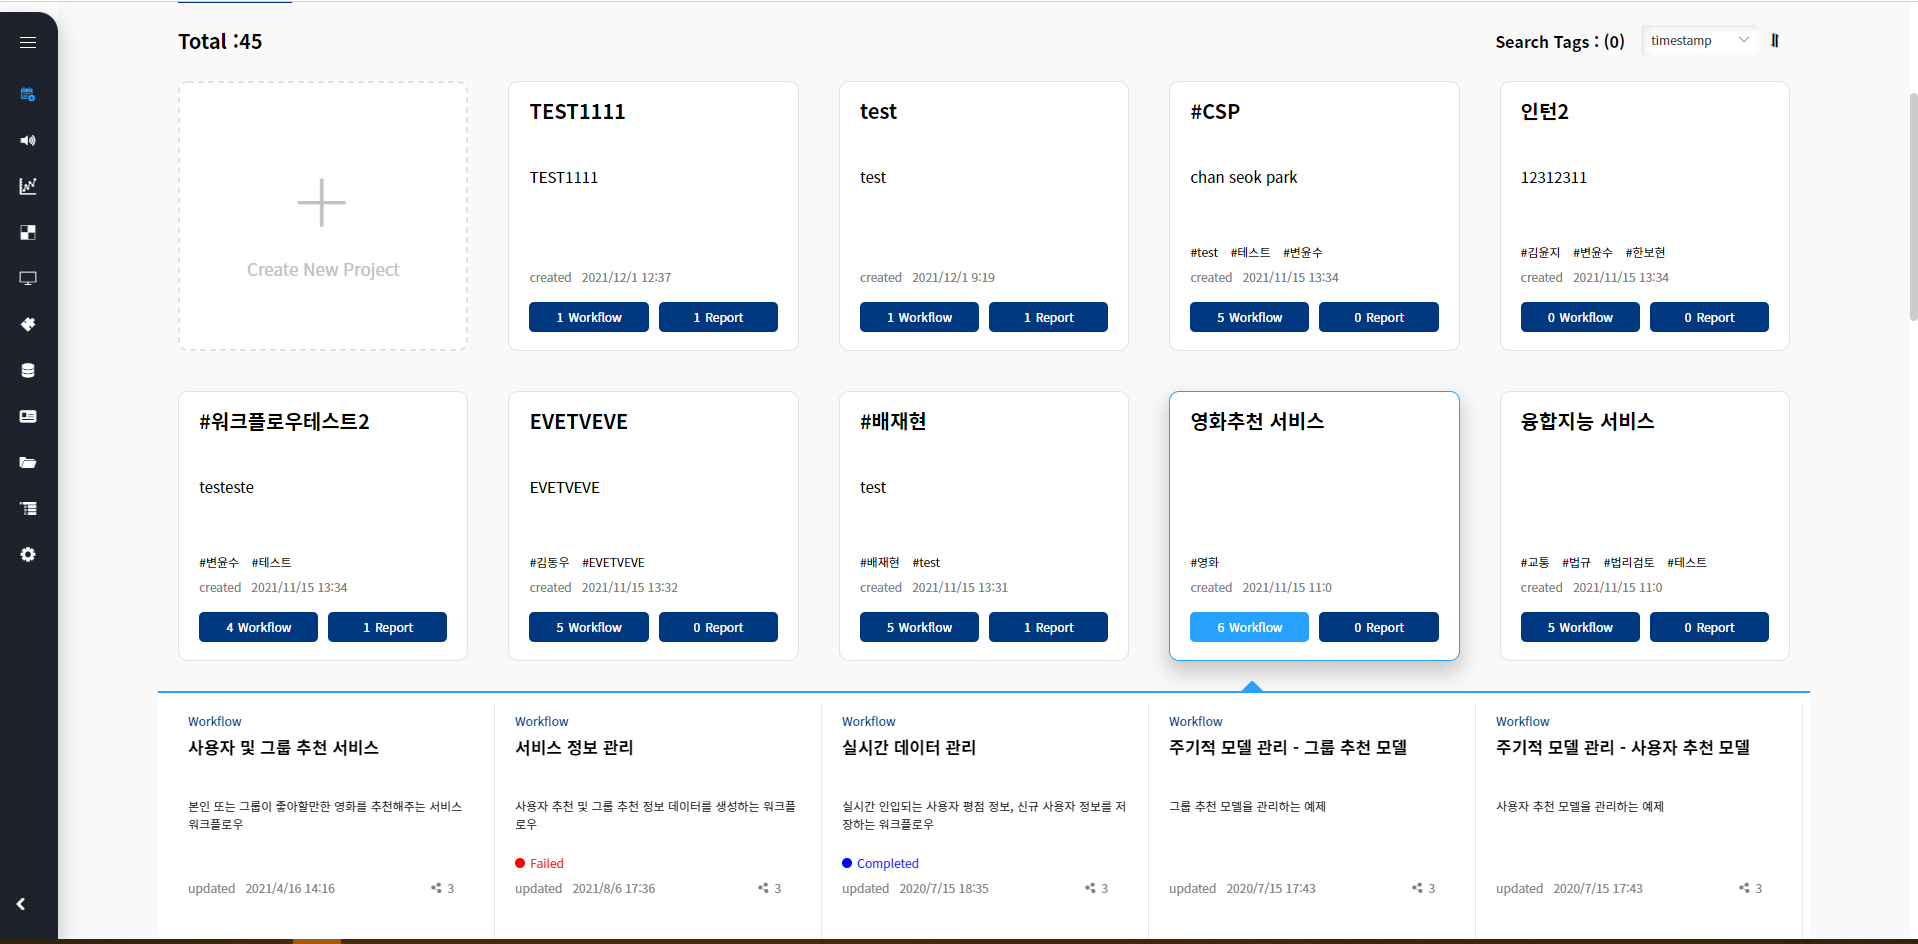 Total :45
Search Tags : (0)
timestamp
Create New Project
TEST1111
TEST1111
created 2021/12/1 12:37
1 Workflow
1 Report
test
test
created 2021/12/1 9:19
1 Workflow
1 Report
#CSP
chan seok park
#test #테스트 #변윤수
created 2021/11/15 13:34
5 Workflow
0 Report
인턴2
12312311
#김윤지 #변윤수 #한보현
created 2021/11/15 13:34
0 Workflow
0 Report
#워크플로우테스트2
testeste
#변윤수 #테스트
created 2021/11/15 13:34
4 Workflow
1 Report
EVETVEVE
EVETVEVE
#김동우 #EVETVEVE
created 2021/11/15 13:32
5 Workflow
0 Report
#배재현
test
#배재현 #test
created 2021/11/15 13:31
5 Workflow
1 Report
영화추천 서비스
#영화
created 2021/11/15 11:0
6 Workflow
0 Report
융합지능 서비스
#교통 #법규 #법리검토 #테스트
created 2021/11/15 11:0
5 Workflow
0 Report
Workflow
사용자 및 그룹 추천 서비스
본인 또는 그룹이 좋아할만한 영화를 추천해주는 서비스
워크플로우
updated 2021/4/16 14:16
3
Workflow
서비스 정보 관리
사용자 추천 및 그룹 추천 정보 데이터를 생성하는 워크플
로우
Failed
updated 2021/8/6 17:36
3
Workflow
실시간 데이터 관리
실시간 인입되는 사용자 평점 정보, 신규 사용자 정보를 저
장하는 워크플로우
Completed
updated 2020/7/15 18:35
3
Workflow
주기적 모델 관리 - 그룹 추천 모델
그룹 추천 모델을 관리하는 예제
updated 2020/7/15 17:43
3
Workflow
주기적 모델 관리 - 사용자 추천 모델
사용자 추천 모델을 관리하는 예제
updated 2020/7/15 17:43
3